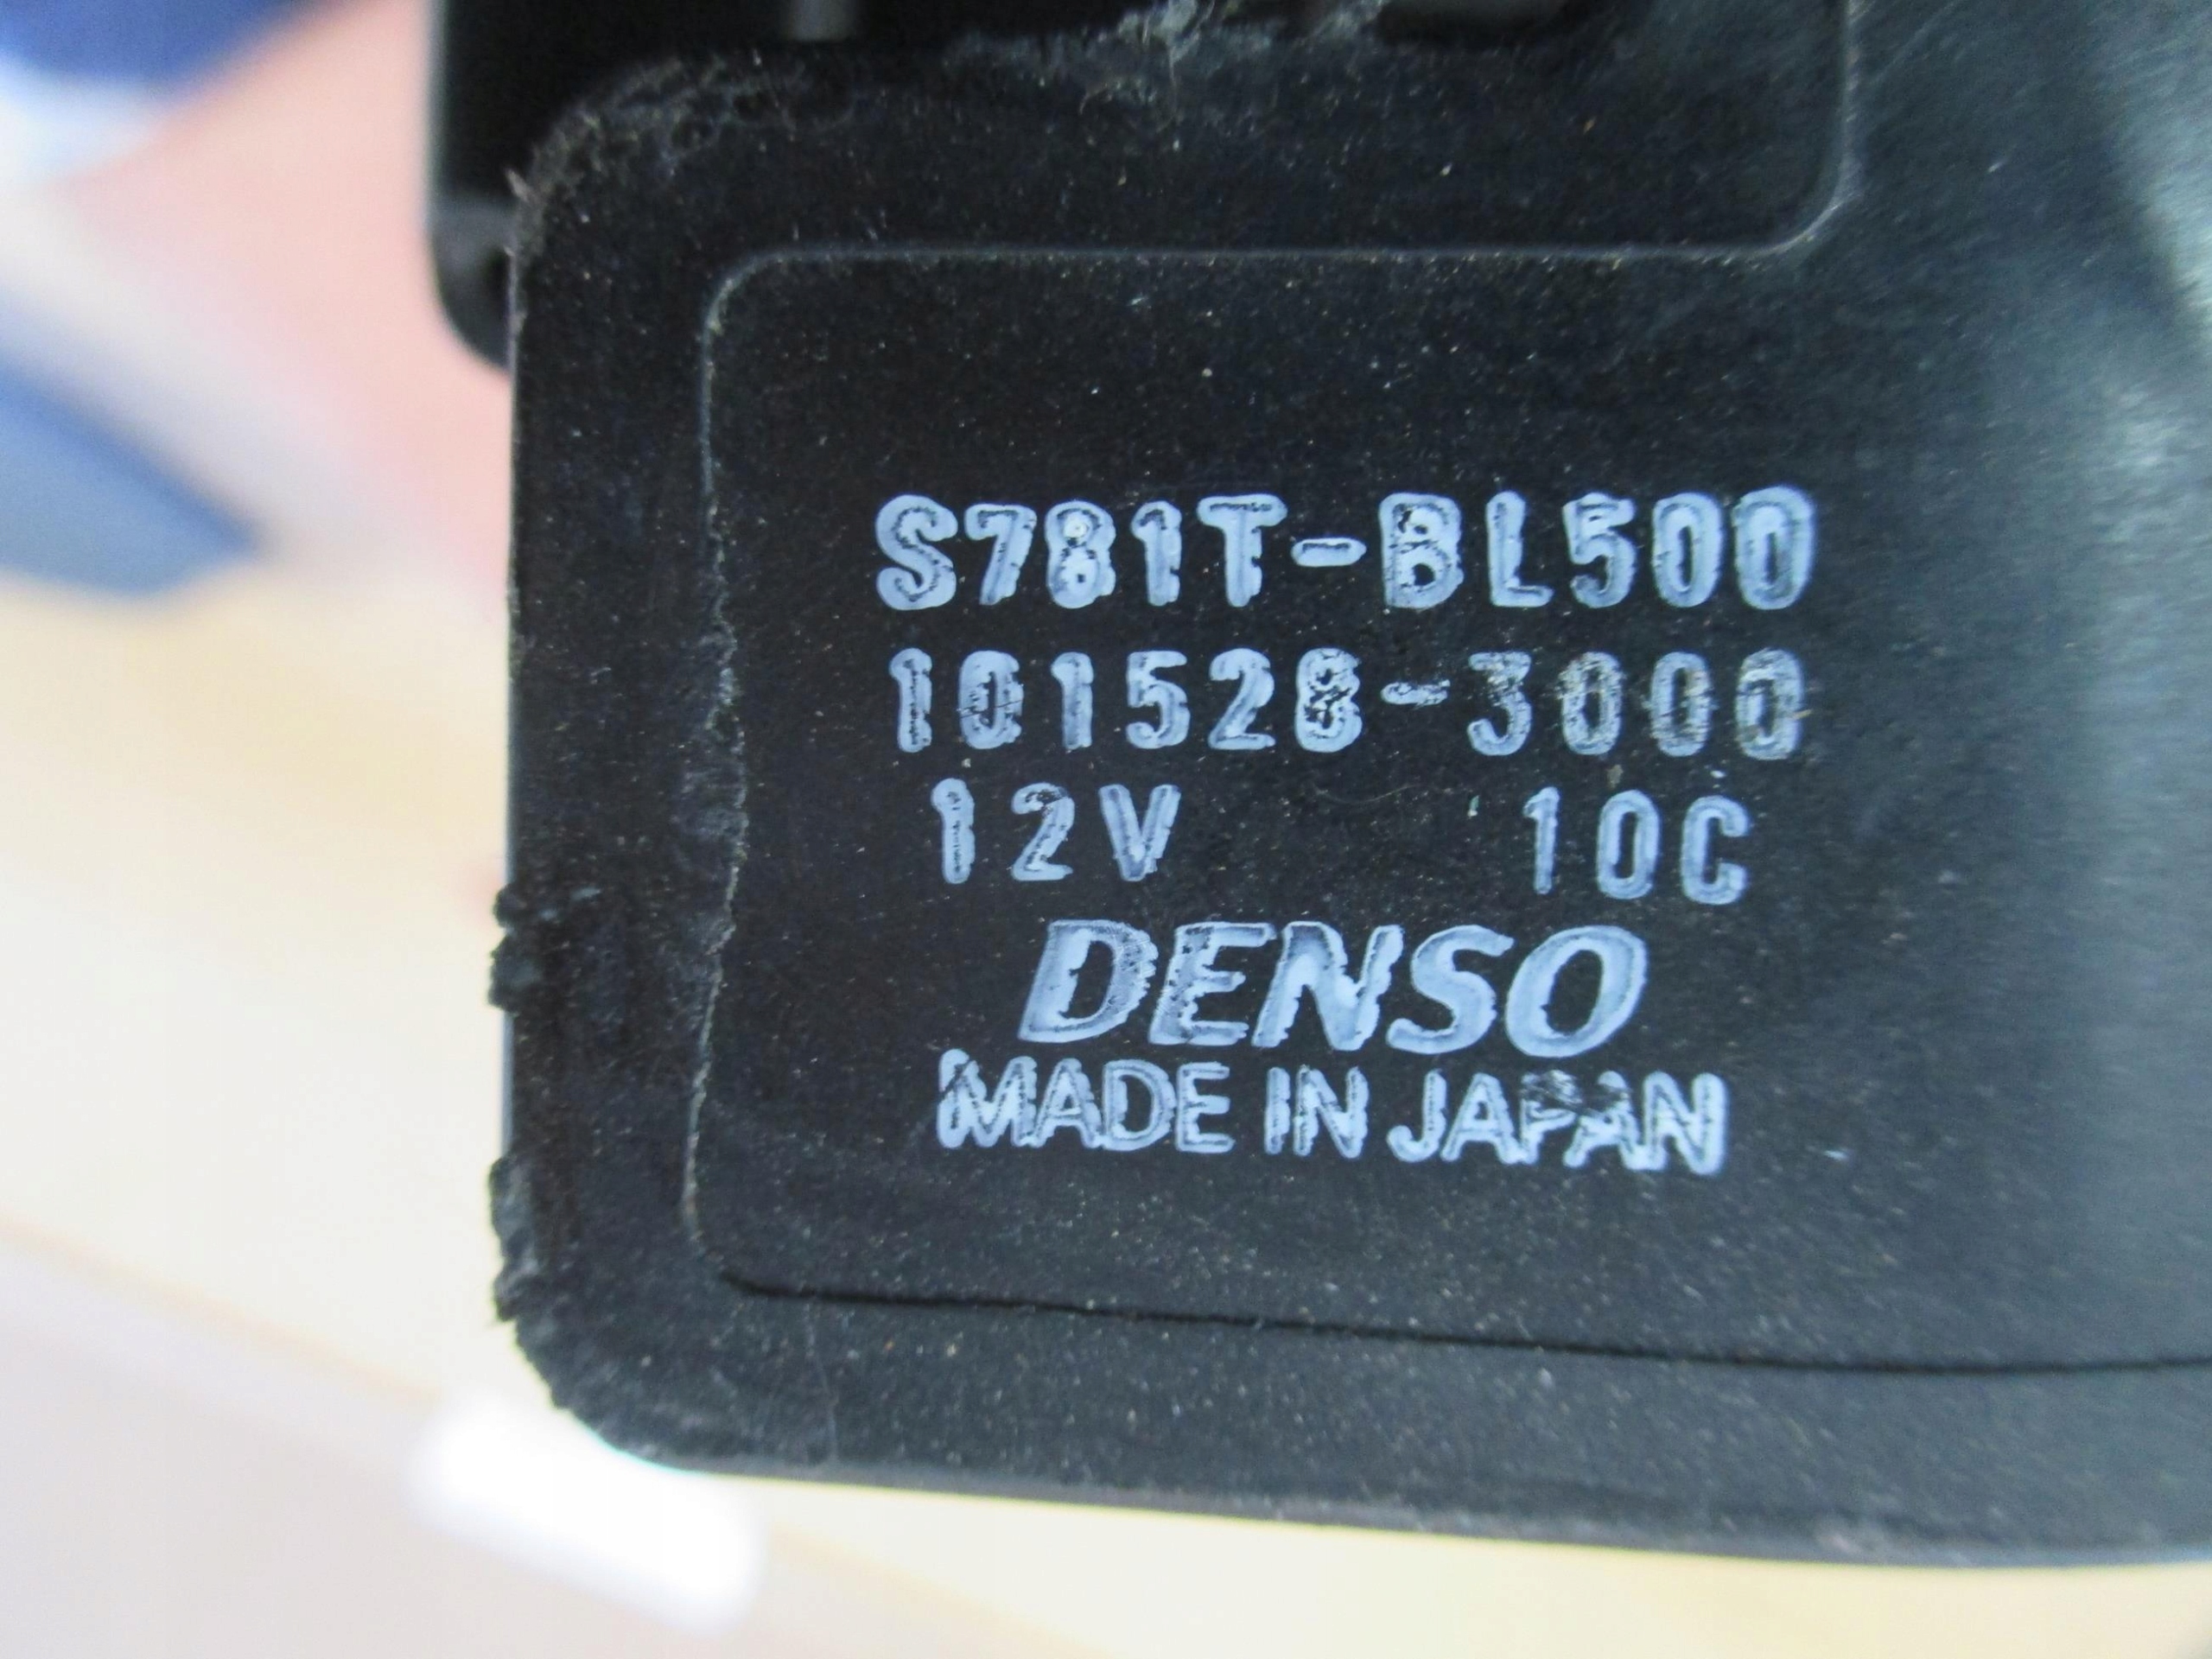 S781T-BL500
101528-3000
12V 10C
DENSO
MADE IN JAPAN